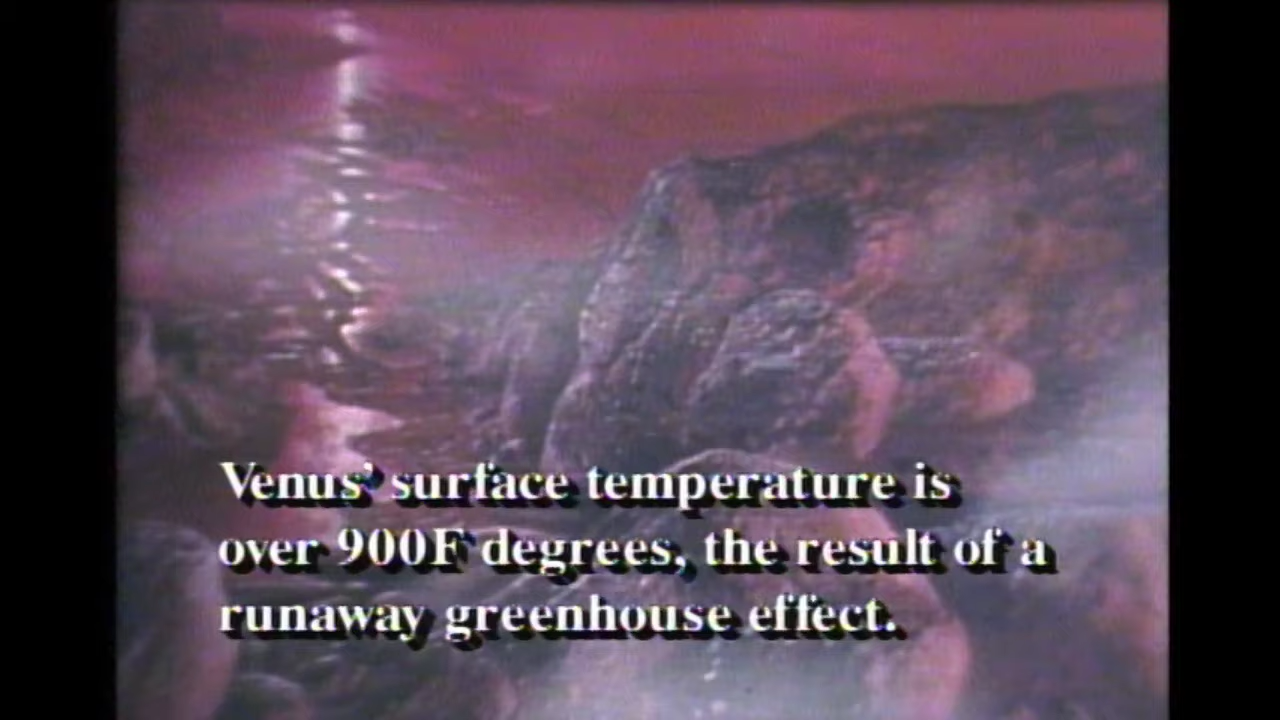 Venus' surface temperature is
over 900F degrees, the result of a
runaway greenhouse effect.